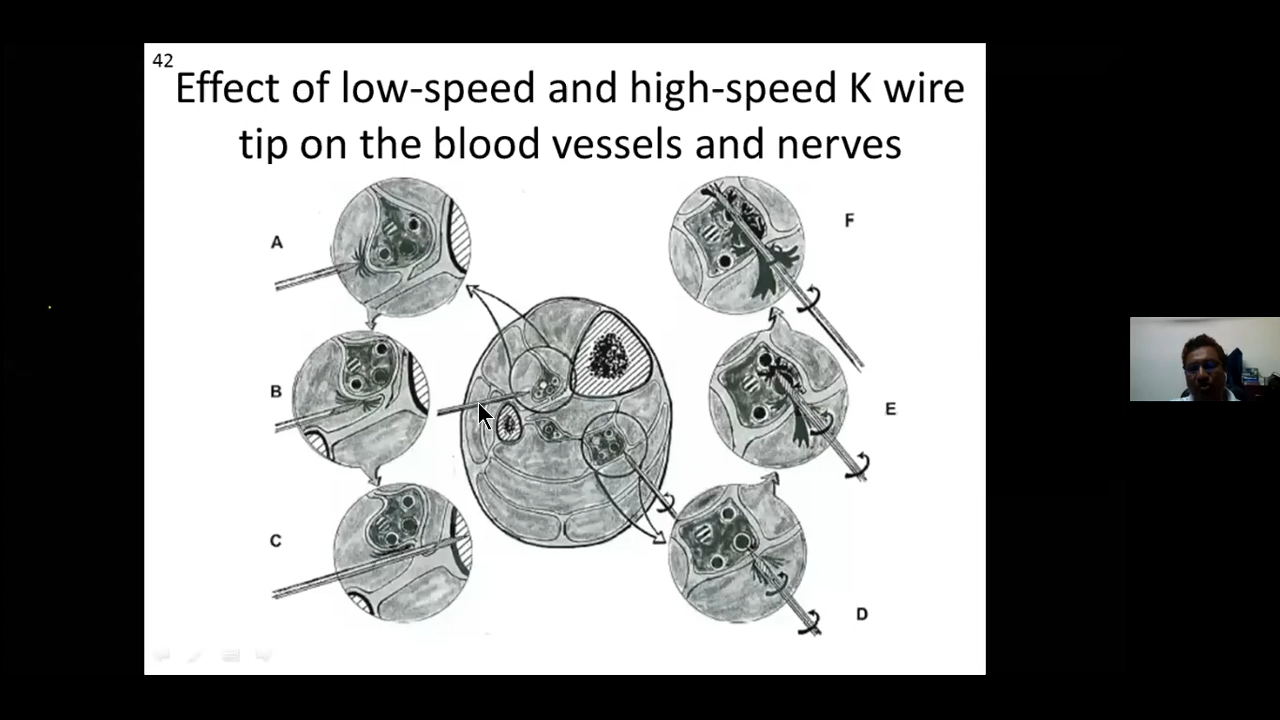 42
Effect of low-speed and high-speed K wire
tip on the blood vessels and nerves
A
B
C
F
E
D